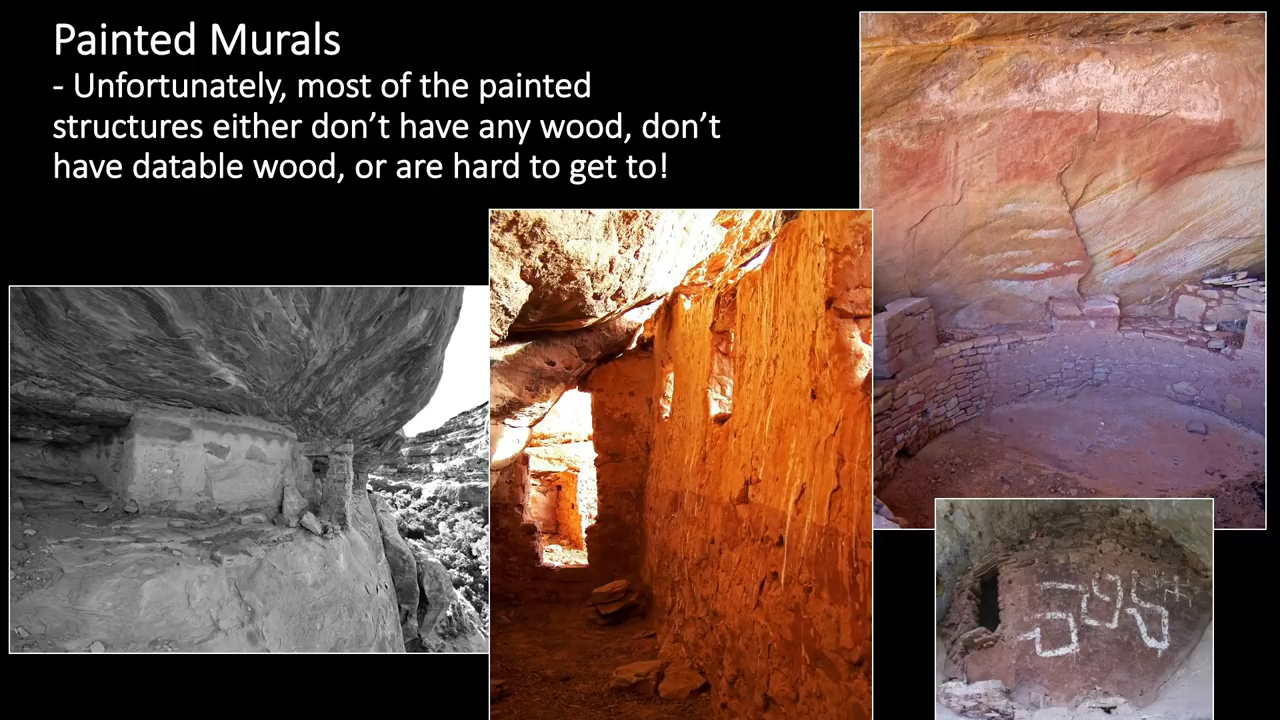 Painted Murals
- Unfortunately, most of the painted
structures either don’t have any wood, don’t
have datable wood, or are hard to get to!